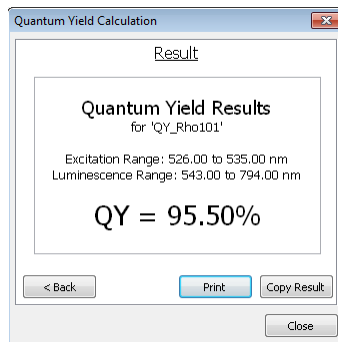 Quantum Yield Calculation
Result
Quantum Yield Results
for 'QY_Rho101'
Excitation Range: 526.00 to 535.00 nm
Luminescence Range: 543.00 to 794.00 nm
QY = 95.50%
< Back
Print
Copy Result
Close